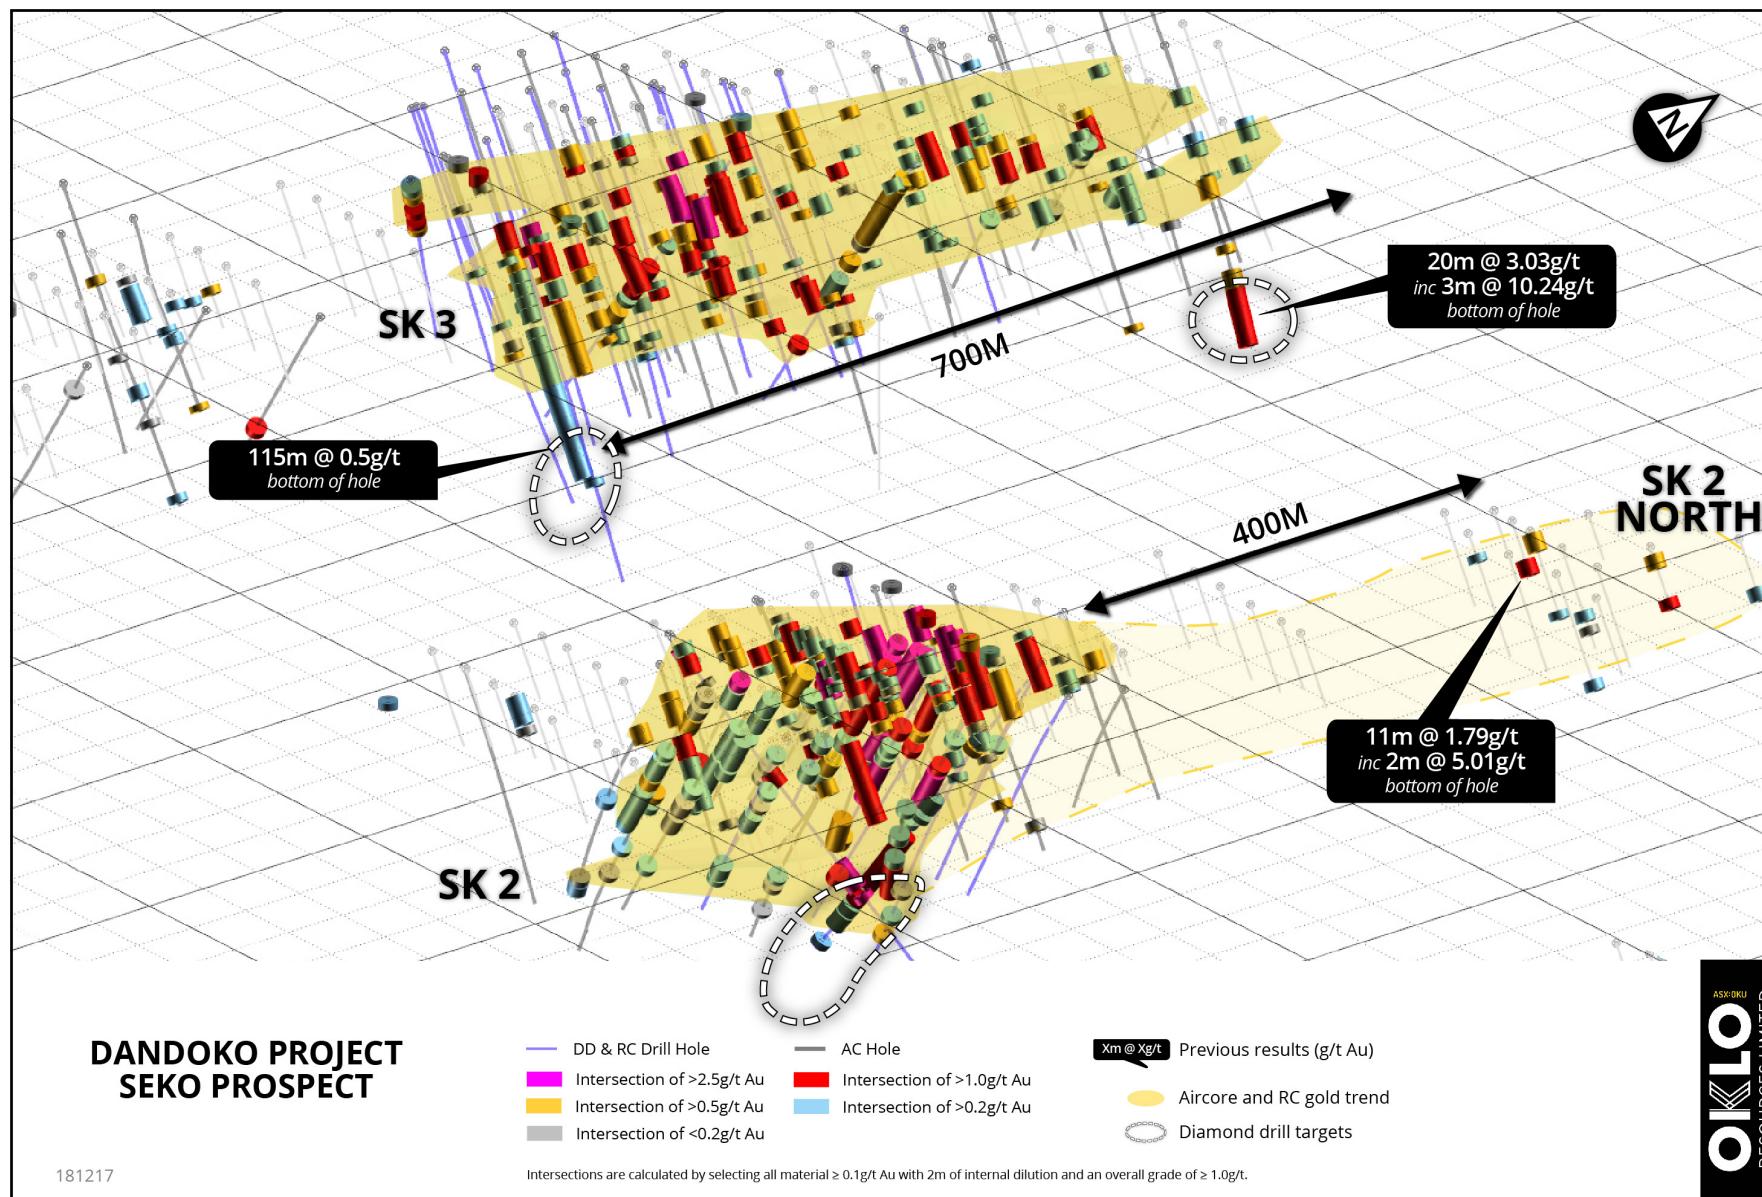 N
SK 3
20m @ 3.03g/t
inc 3m @ 10.24g/t
bottom of hole
700M
115m @ 0.5g/t
bottom of hole
SK 2
NORTH
400M
11m @ 1.79g/t
inc 2m @ 5.01g/t
bottom of hole
SK 2
DANDOKO PROJECT
SEKO PROSPECT
DD & RC Drill Hole
AC Hole
Intersection of >2.5g/t Au
Intersection of >1.0g/t Au
Intersection of >0.5g/t Au
Intersection of >0.2g/t Au
Intersection of <0.2g/t Au
Xm @ Xg/t
Previous results (g/t Au)
Aircore and RC gold trend
Diamond drill targets
Intersections are calculated by selecting all material ≥ 0.1g/t Au with 2m of internal dilution and an overall grade of ≥ 1.0g/t.
181217
ASX:OKU
OKLO